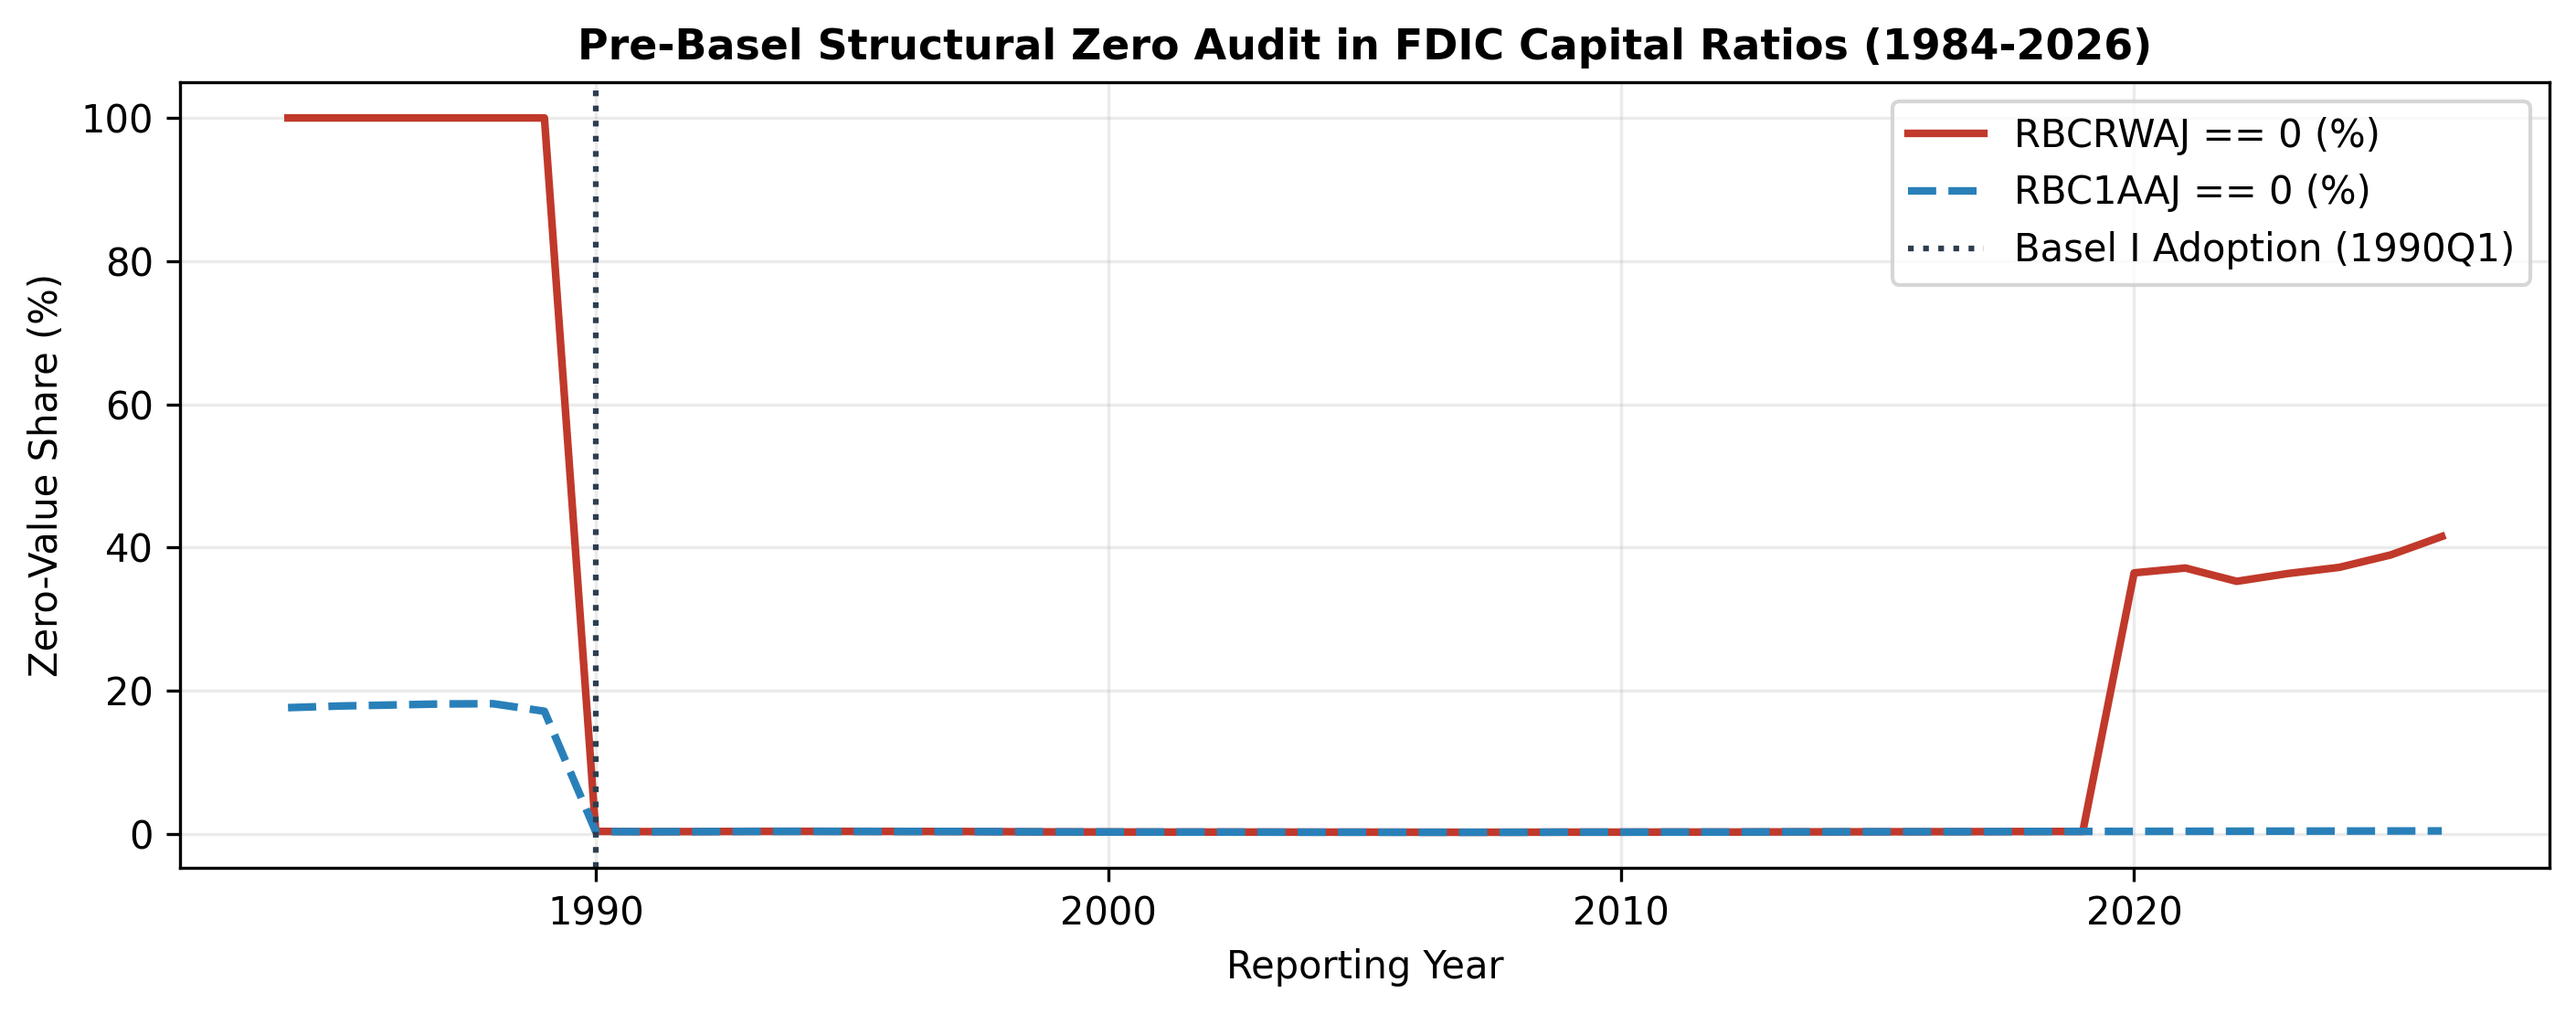 Pre-Basel Structural Zero Audit in FDIC Capital Ratios (1984-2026)
Zero-Value Share (%)
100
80
60
40
20
0
RBCRWAJ == 0 (%)
RBC1AAJ == 0 (%)
Basel I Adoption (1990Q1)
1990
2000
2010
2020
Reporting Year